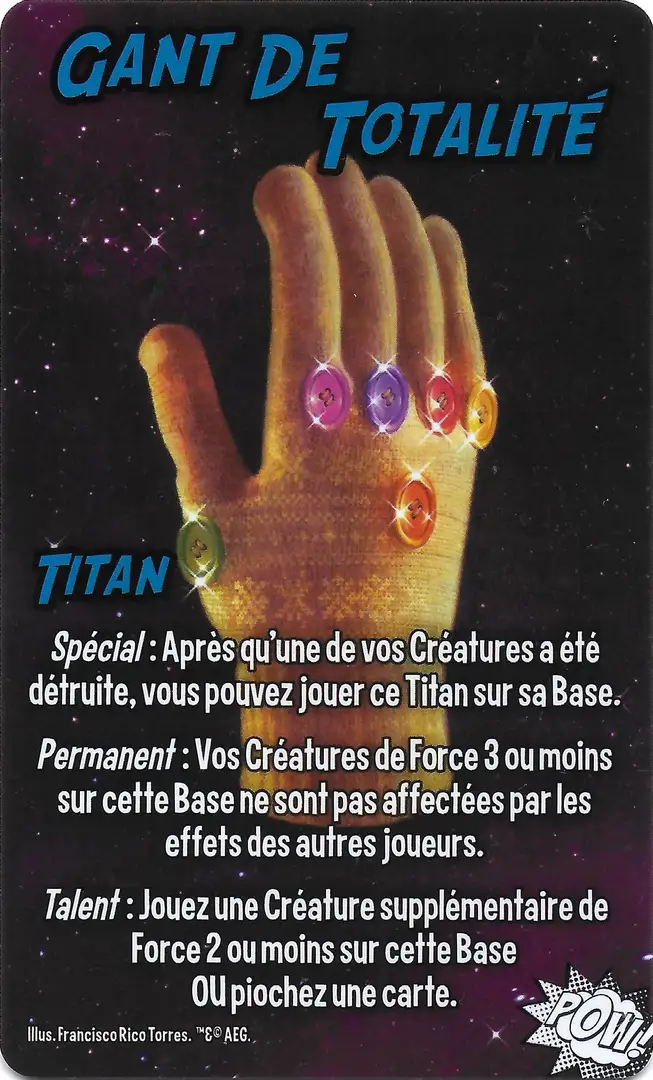 GANT DE
TOTALITÉ
TITAN
Spécial : Après qu'une de vos Créatures a été
détruite, vous pouvez jouer ce Titan sur sa Base.
Permanent : Vos Créatures de Force 3 ou moins
sur cette Base ne sont pas affectées par les
effets des autres joueurs.
Talent : Jouez une Créature supplémentaire de
Force 2 ou moins sur cette Base
OU piochez une carte.
Illus. Francisco Rico Torres. ™&© AEG.
POW!